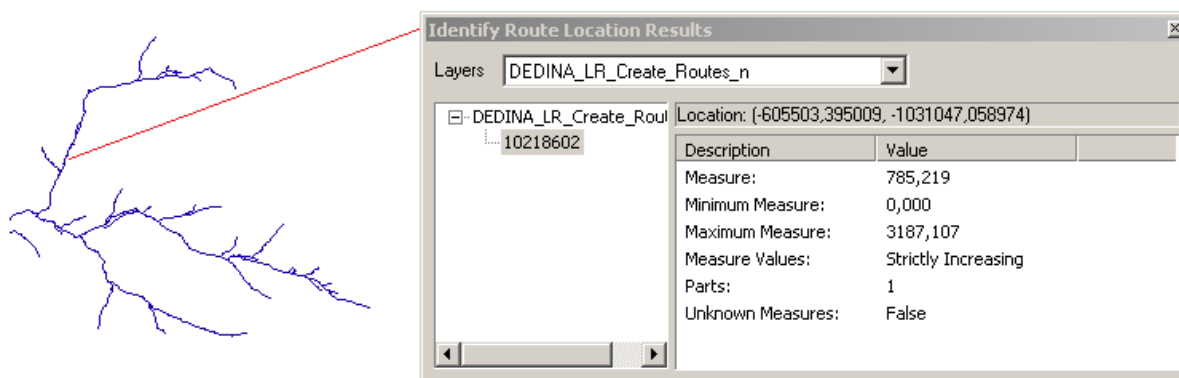 Identify Route Location Results
Layers DEDINA_LR_Create_Routes_n
DEDINA_LR_Create_Rout
10218602
Location: (-605503,395009, -1031047,058974)
Description Value
Measure: 785,219
Minimum Measure: 0,000
Maximum Measure: 3187,107
Measure Values: Strictly Increasing
Parts: 1
Unknown Measures: False